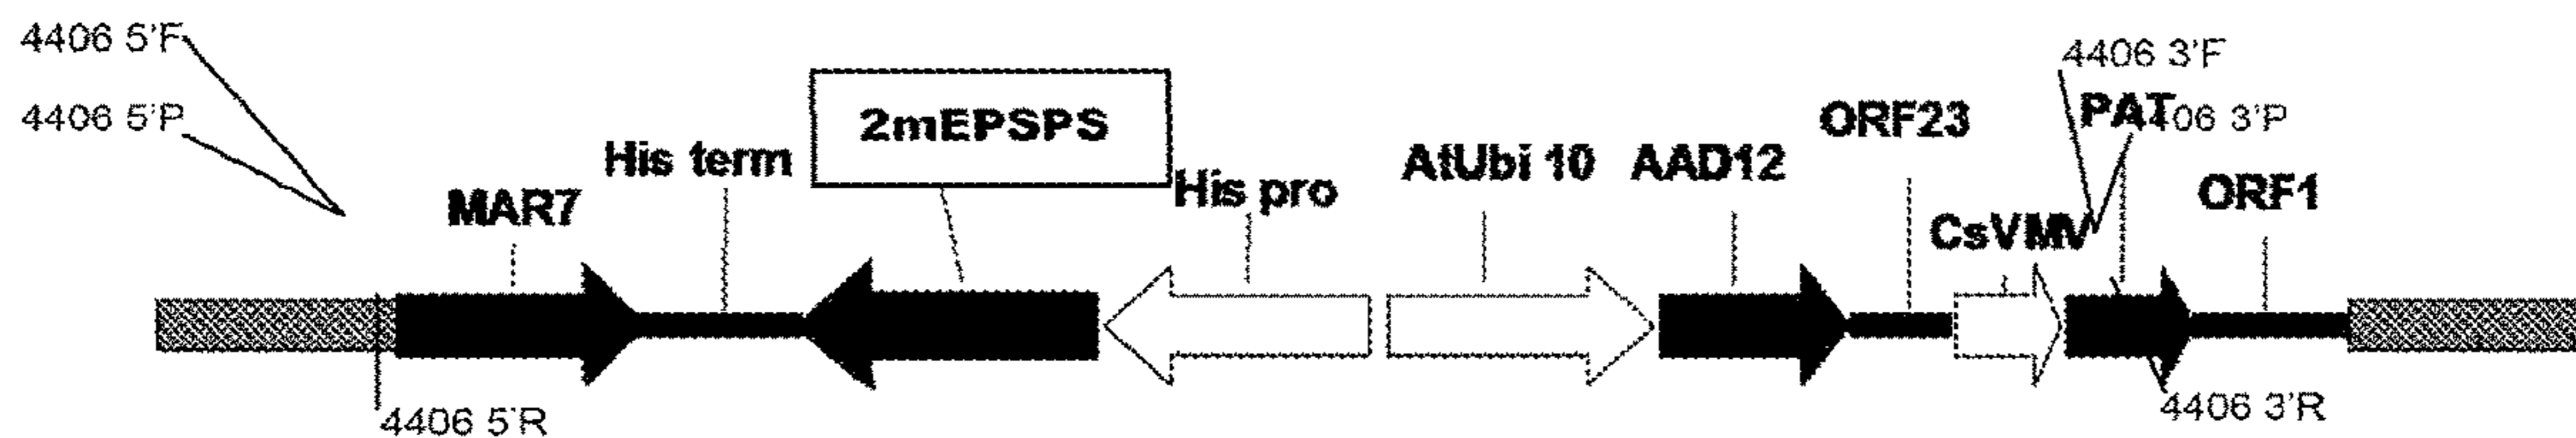 4406 5'F
4406 5'P
MAR7
His term
2mEPSPS
His pro
AtUbi 10
AAD12
ORF23
CsVMV
4406 3'F
PAT
06 3'P
ORF1
4406 5'R
4406 3'R